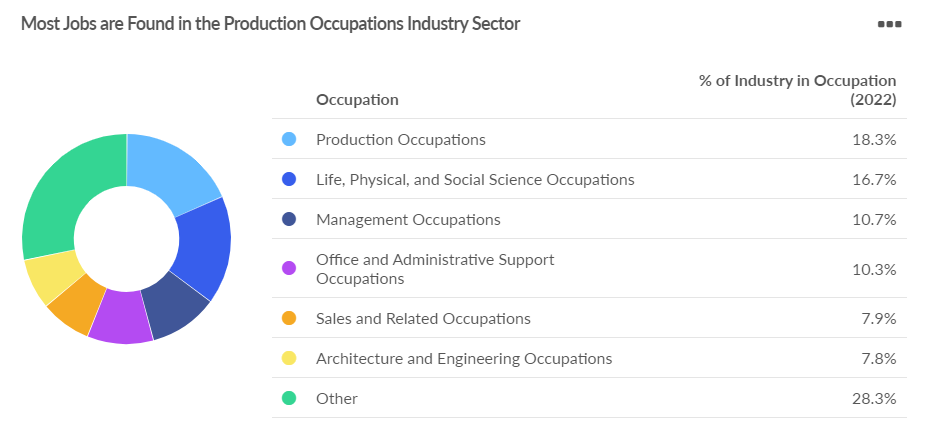 Most Jobs are Found in the Production Occupations Industry Sector
Occupation
% of Industry in Occupation
(2022)
Production Occupations 18.3%
Life, Physical, and Social Science Occupations 16.7%
Management Occupations 10.7%
Office and Administrative Support
Occupations
10.3%
Sales and Related Occupations 7.9%
Architecture and Engineering Occupations 7.8%
Other 28.3%